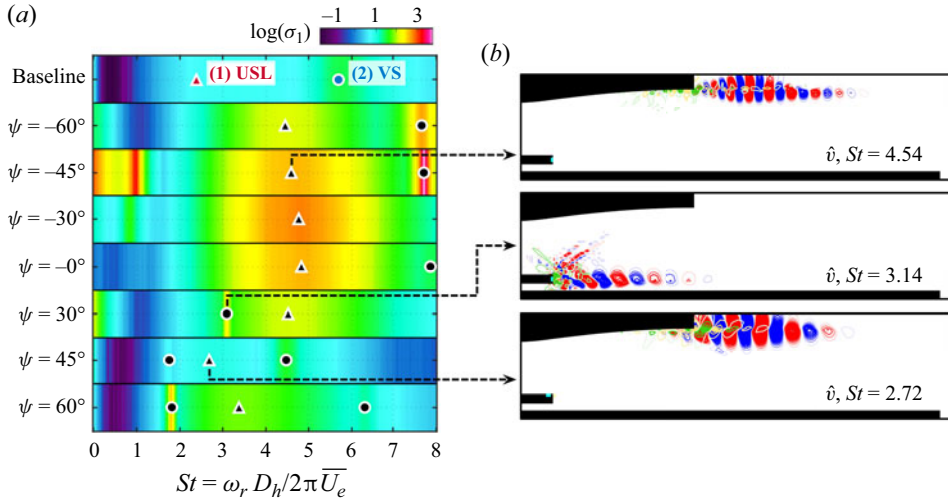 (a)
log(σ1) −1 1 3
(b)
Baseline
(1) USL
(2) VS
ψ = –60°
ψ = –45°
ψ = –30°
ψ = –0°
ψ = 30°
ψ = 45°
ψ = 60°
0 1 2 3 4 5 6 7 8
St = ωr Dh/2π Ue
v̂, St = 4.54
v̂, St = 3.14
v̂, St = 2.72